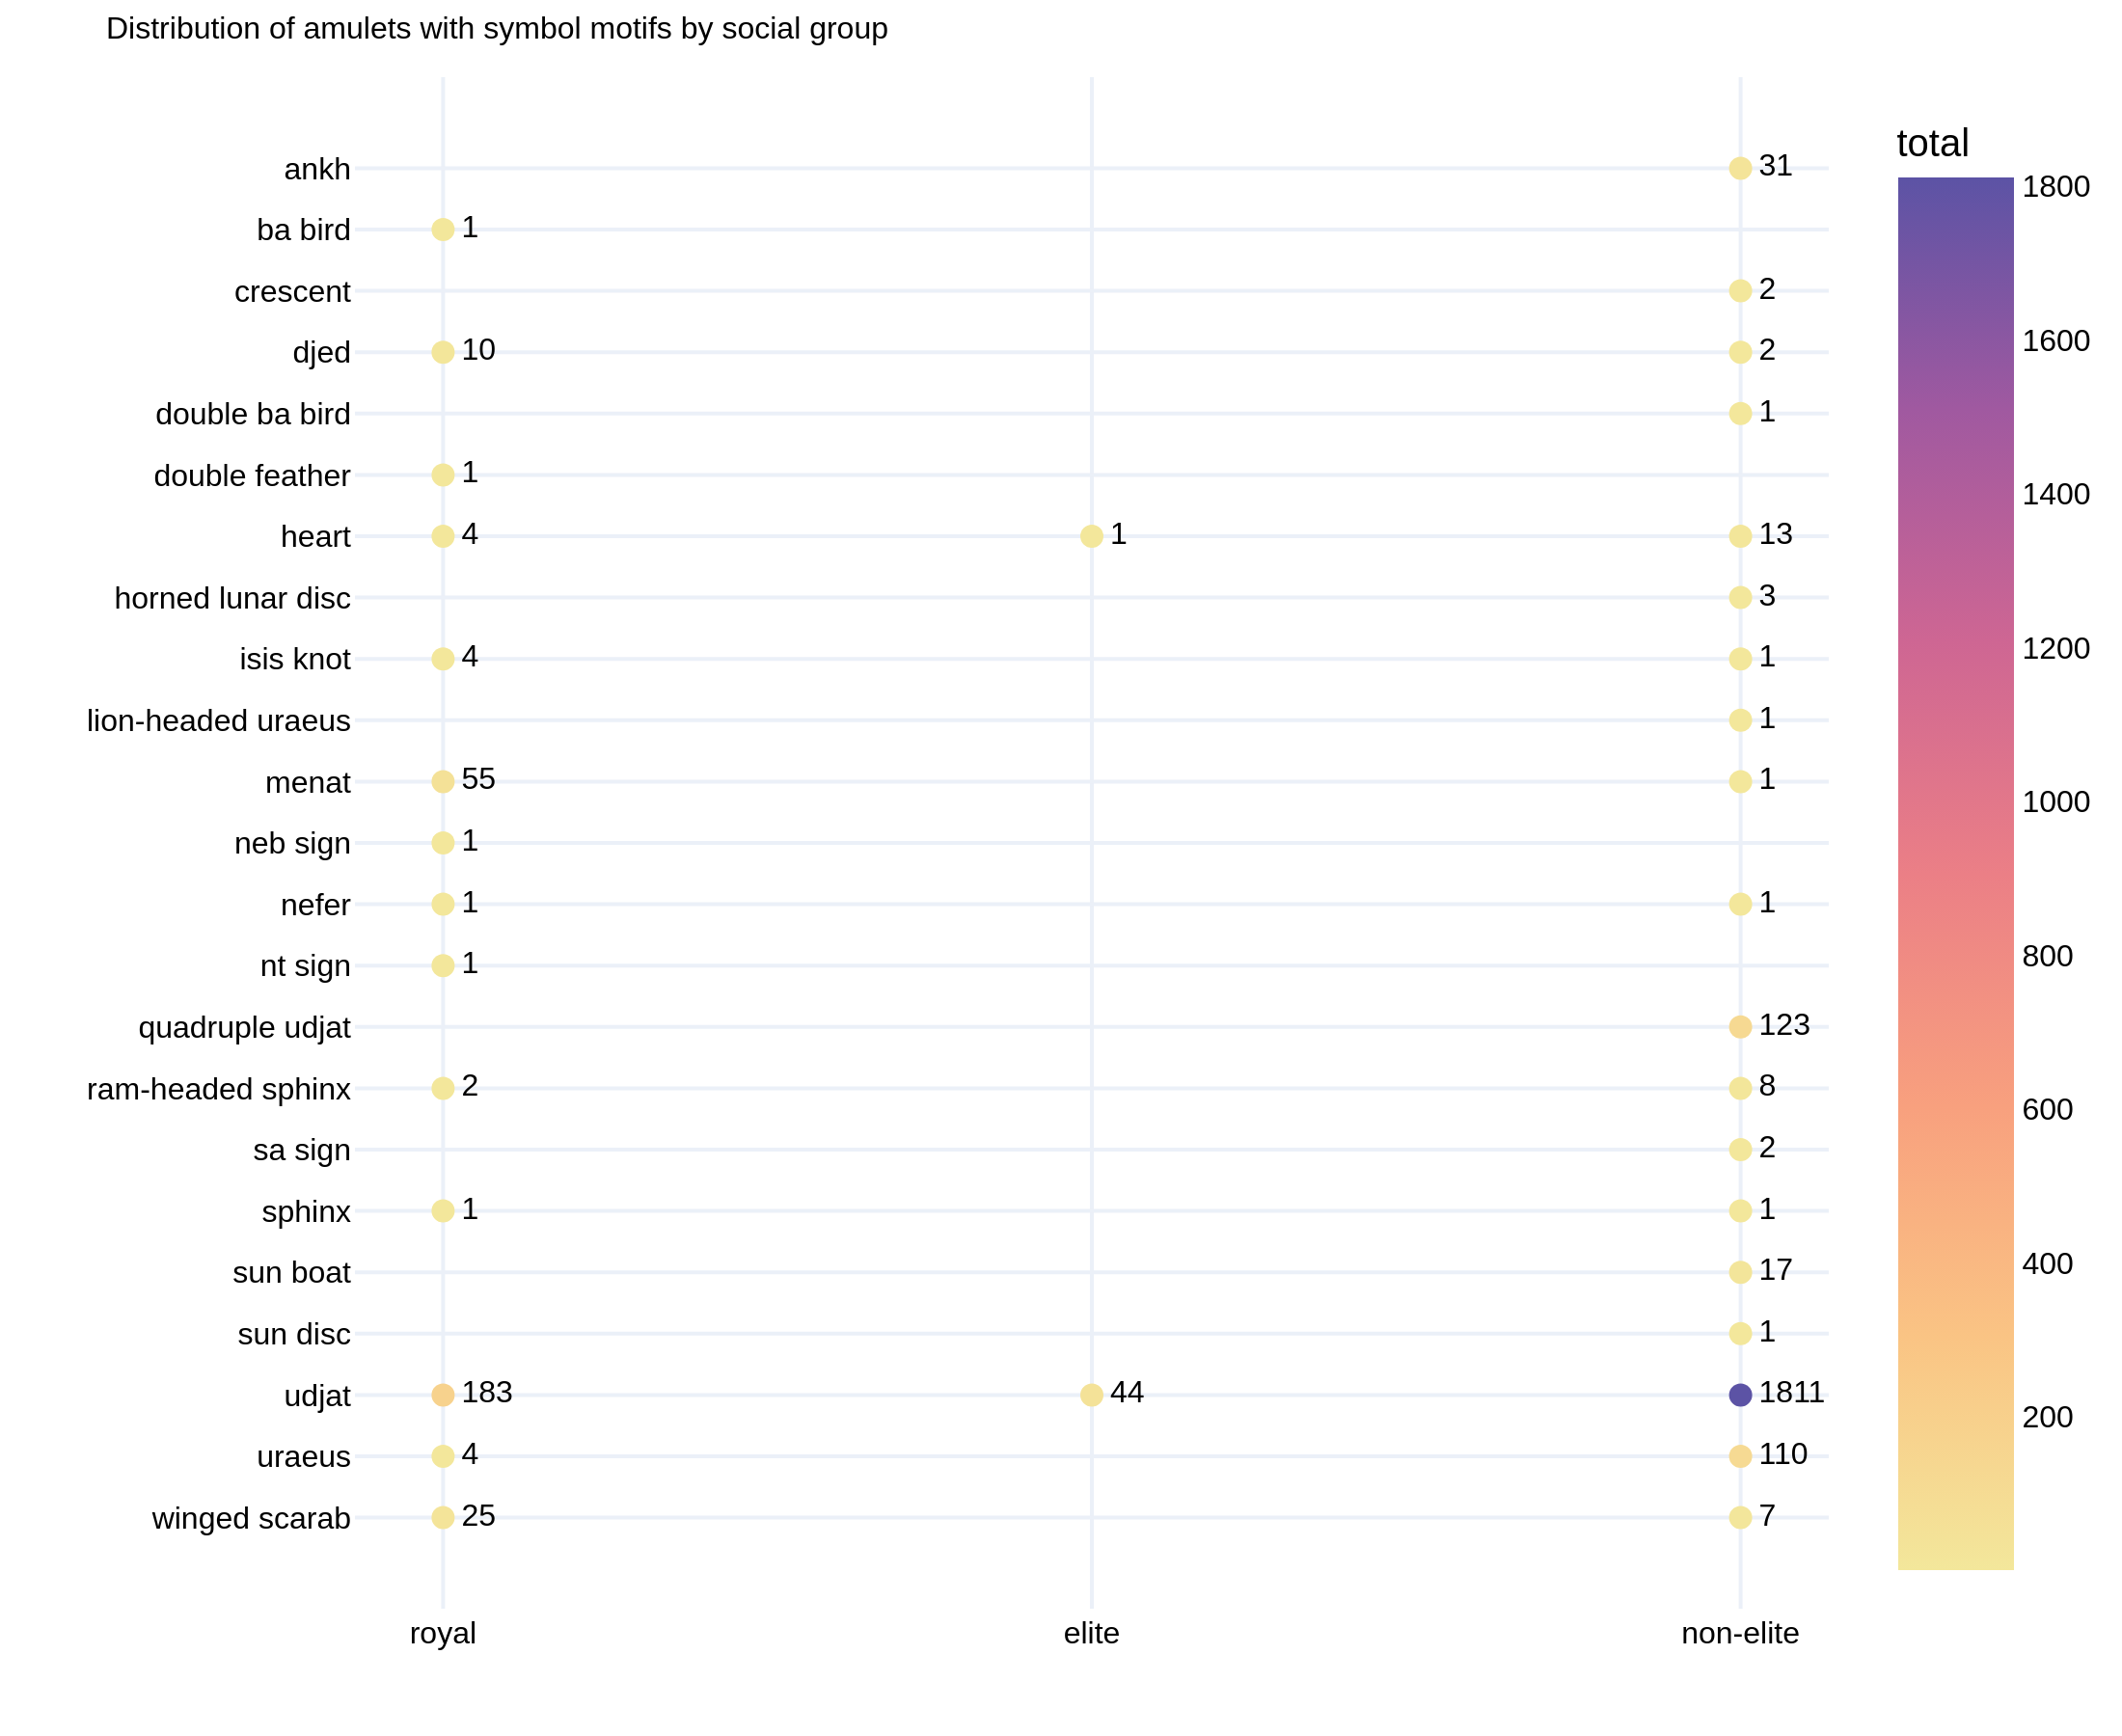 Distribution of amulets with symbol motifs by social group
total
ankh 31
ba bird 1
crescent 2
djed 10 2
double ba bird 1
double feather 1
heart 4 1 13
horned lunar disc 3
isis knot 4 1
lion-headed uraeus 1
menat 55 1
neb sign 1
nefer 1 1
nt sign 1
quadruple udjat 123
ram-headed sphinx 2 8
sa sign 2
sphinx 1 1
sun boat 17
sun disc 1
udjat 183 44 1811
uraeus 4 110
winged scarab 25 7
royal elite non-elite
1800
1600
1400
1200
1000
800
600
400
200